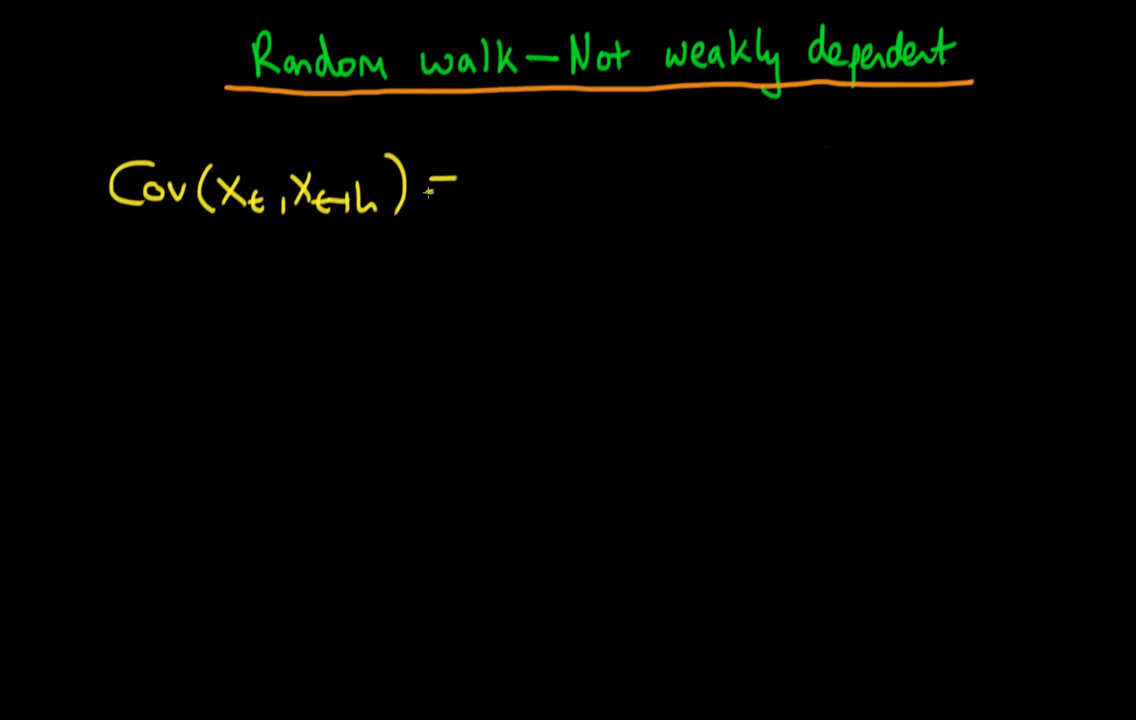 Random walk – Not weakly dependent
Cov(xₜ, xₜ₊ₕ) =